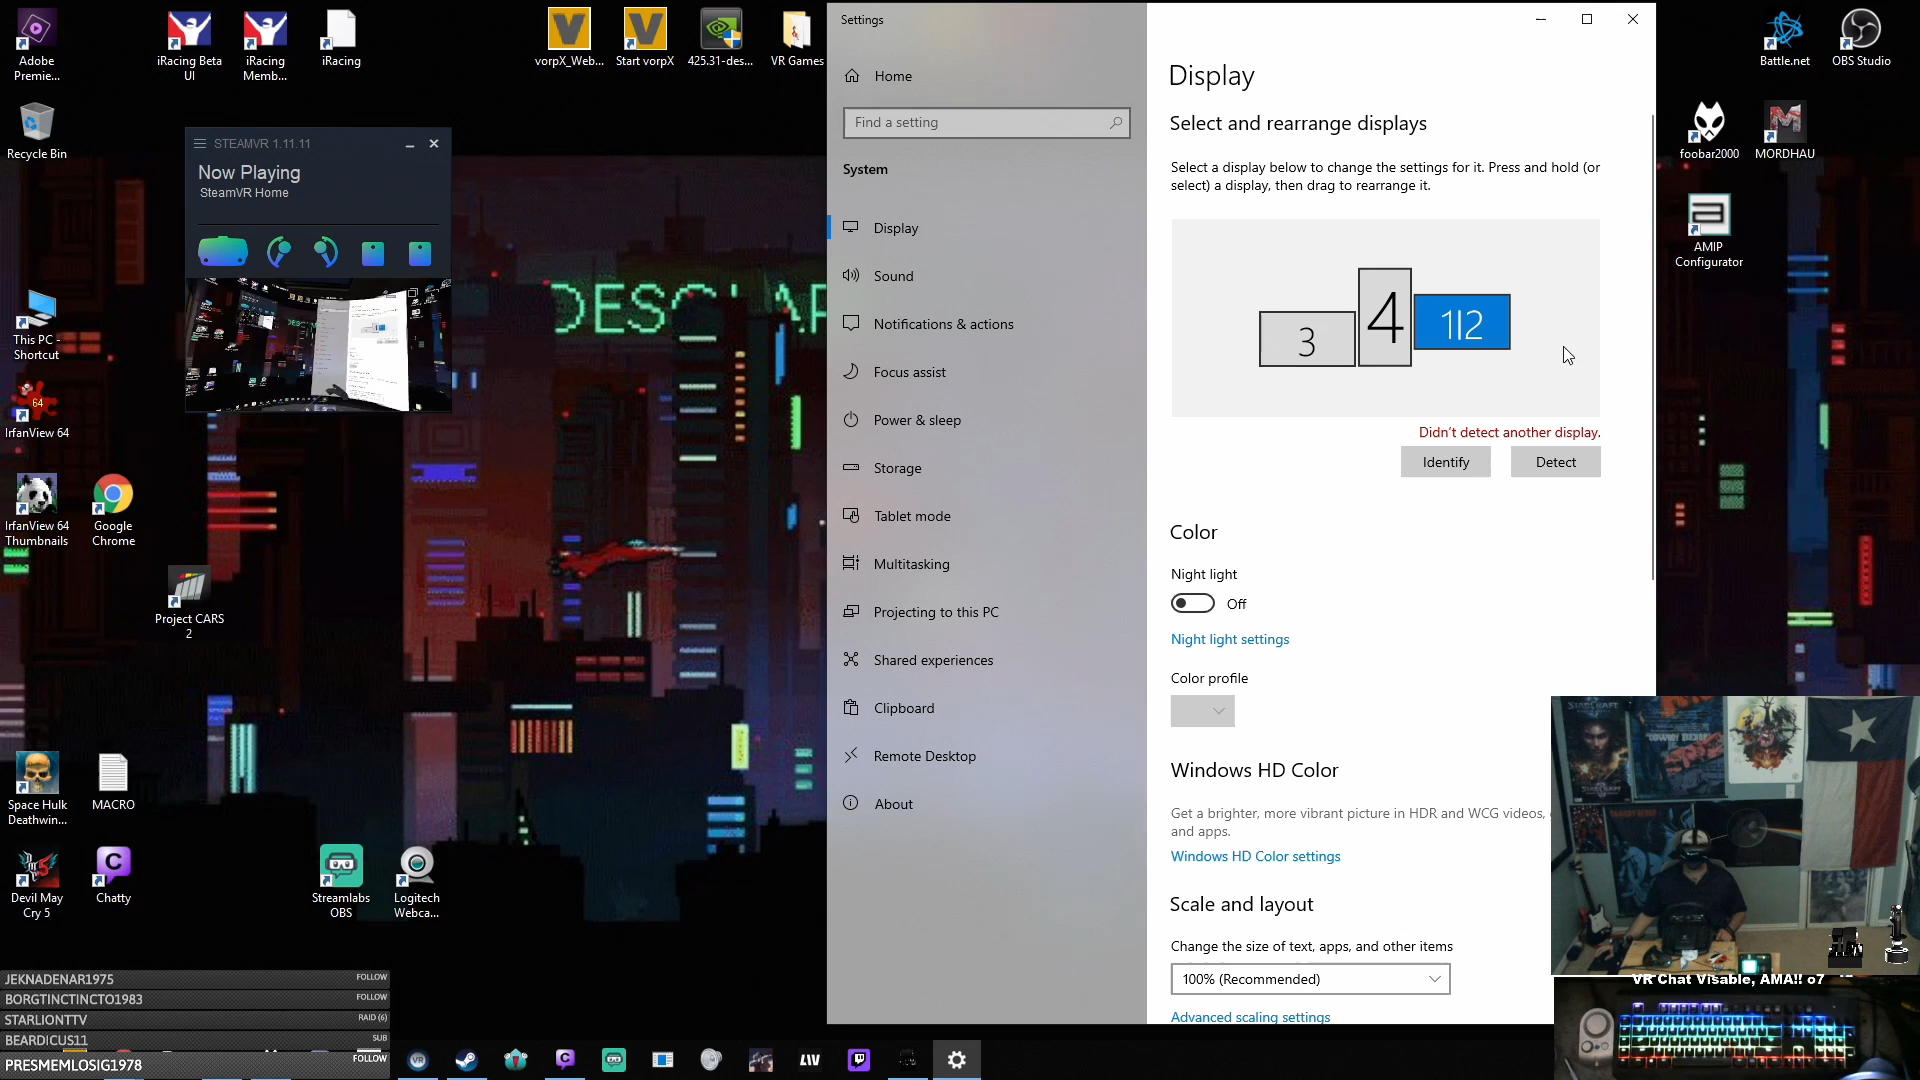 Adobe
Premie...
iRacing Beta
UI
iRacing
Memb...
iRacing
vorpX_Web...
Start vorpX
425.31-des...
VR Games
Recycle Bin
STEAMVR 1.11.11
Now Playing
SteamVR Home
This PC -
Shortcut
64
IrfanView 64
IrfanView 64
Thumbnails
Google
Chrome
Project CARS
2
Space Hulk
Deathwin...
MACRO
Devil May
Cry 5
Chatty
Streamlabs
OBS
Logitech
Webca...
JEKNADENAR1975 FOLLOW
BORGTINCTINCTO1983 FOLLOW
STARLIONTTV RAID (6)
BEARDICUS11 SUB
PRESMEMLOSIG1978 FOLLOW
Settings
Home
Find a setting
System
Display
Sound
Notifications & actions
Focus assist
Power & sleep
Storage
Tablet mode
Multitasking
Projecting to this PC
Shared experiences
Clipboard
Remote Desktop
About
Display
Select and rearrange displays
Select a display below to change the settings for it. Press and hold (or
select) a display, then drag to rearrange it.
3
4
1|2
Didn't detect another display.
Identify
Detect
Color
Night light
Off
Night light settings
Color profile
Windows HD Color
Get a brighter, more vibrant picture in HDR and WCG videos,
and apps.
Windows HD Color settings
Scale and layout
Change the size of text, apps, and other items
100% (Recommended)
Advanced scaling settings
Battle.net
OBS Studio
foobar2000
MORDHAU
AMIP
Configurator
VR Chat Visable, AMA!! o7
VR
LIV